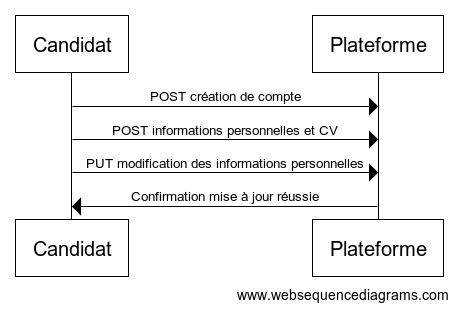 Candidat
Plateforme
POST création de compte
POST informations personnelles et CV
PUT modification des informations personnelles
Confirmation mise à jour réussie
Candidat
Plateforme
www.websequencediagrams.com